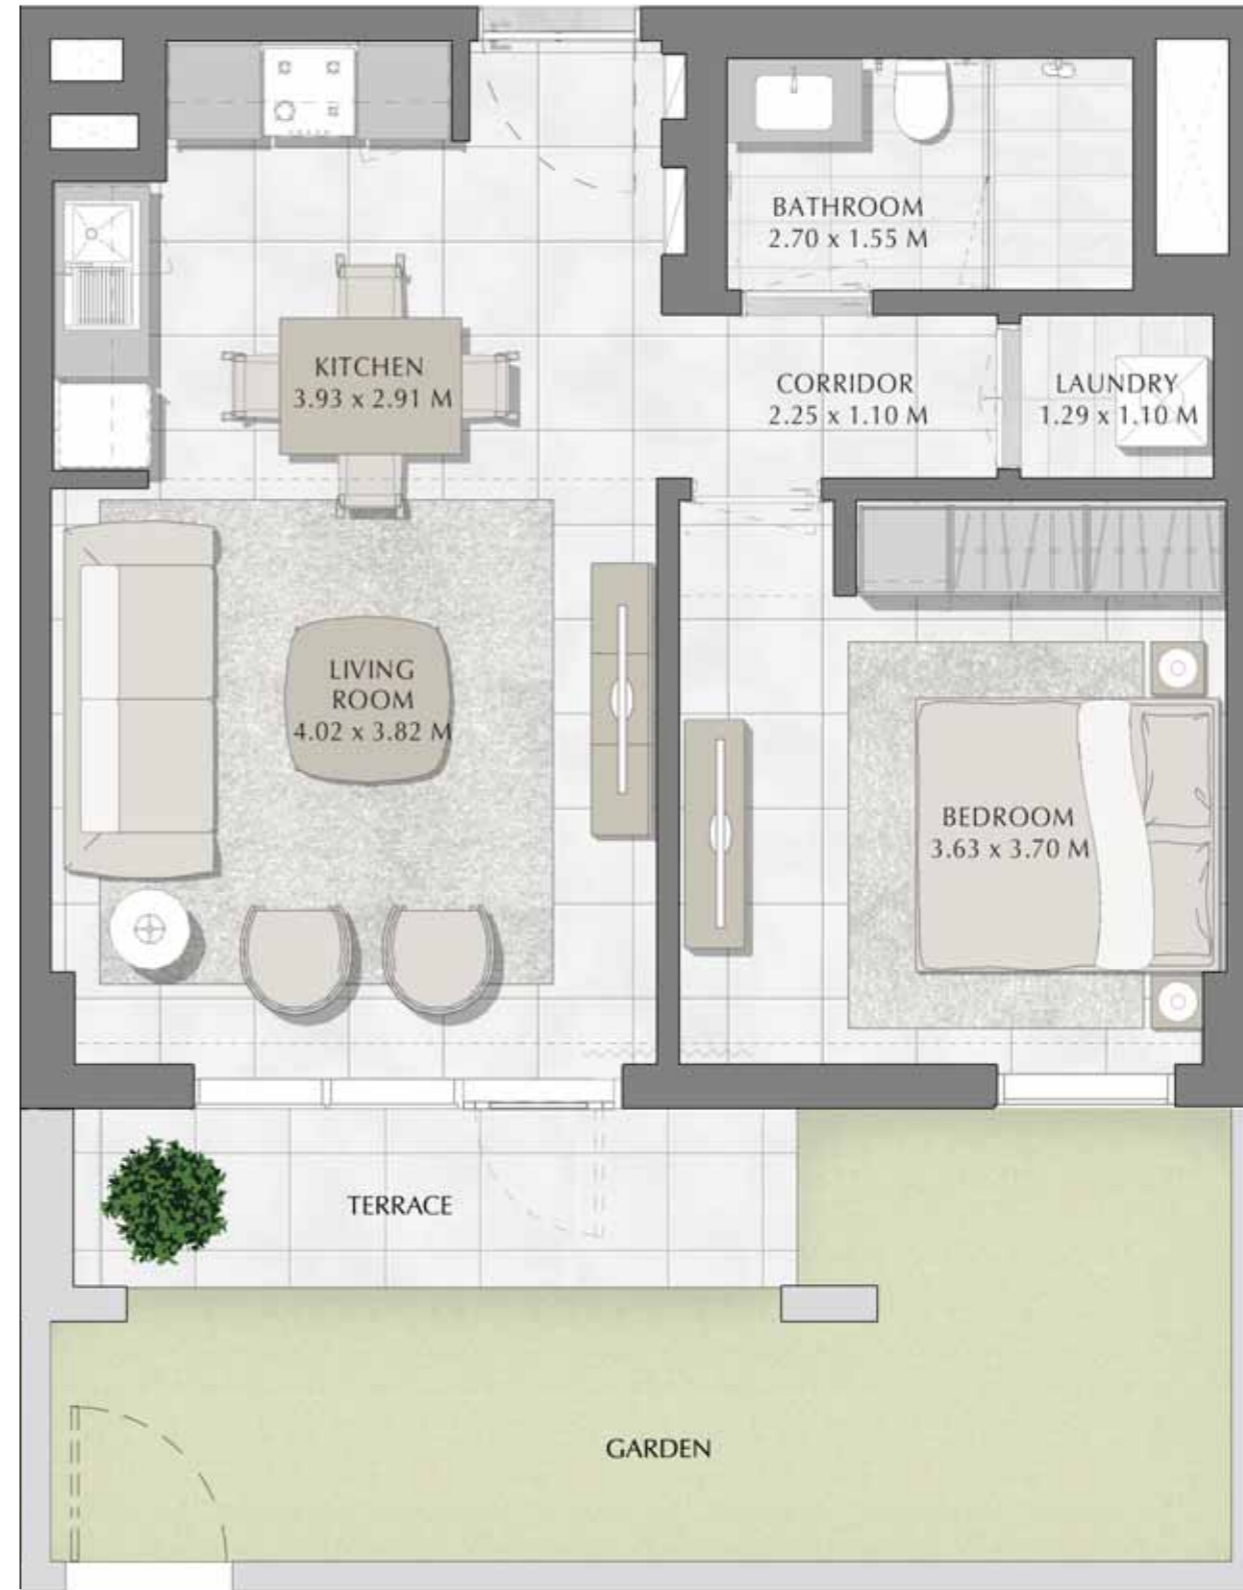 BATHROOM
2.70 x 1.55 M
KITCHEN
3.93 x 2.91 M
CORRIDOR
2.25 x 1.10 M
LAUNDRY
1.29 x 1.10 M
LIVING
ROOM
4.02 x 3.82 M
BEDROOM
3.63 x 3.70 M
TERRACE
GARDEN